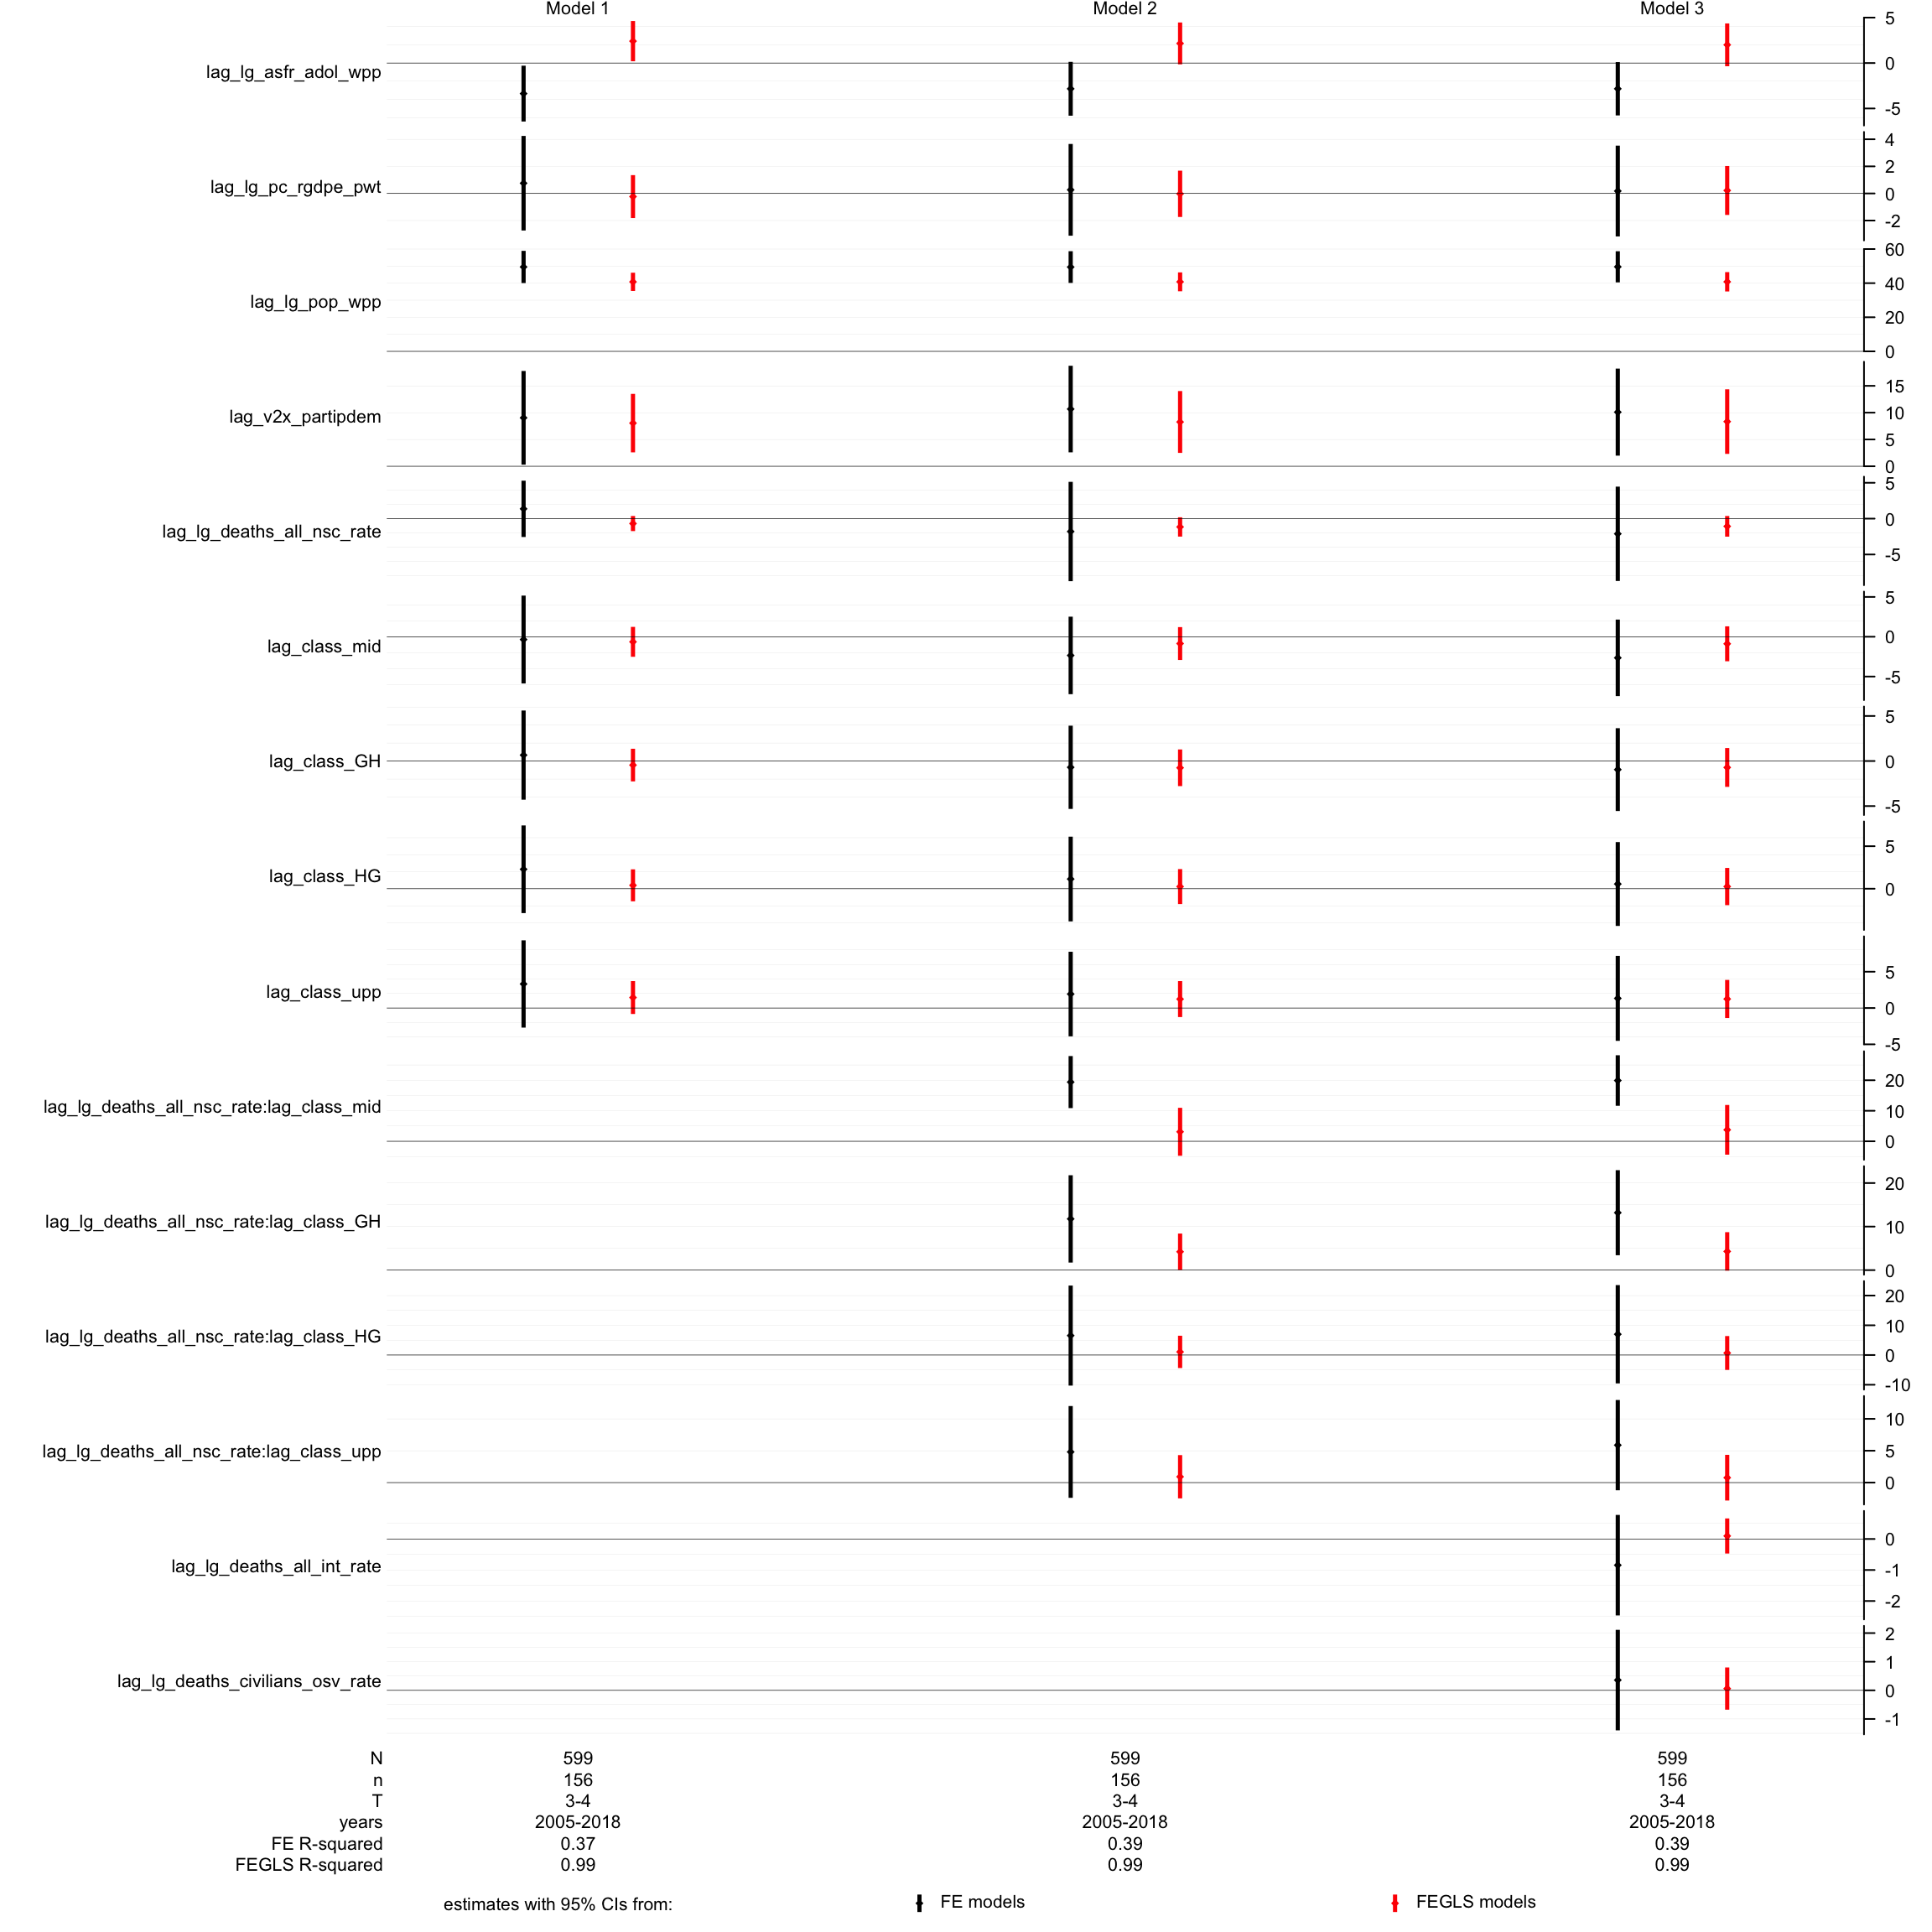 Model 1 Model 2 Model 3
lag_lg_asfr_adol_wpp 5 0 -5
lag_lg_pc_rgdpe_pwt 4 2 0 -2
lag_lg_pop_wpp 60 40 20 0
lag_v2x_partipdem 15 10 5 0
lag_lg_deaths_all_nsc_rate 5 0 -5
lag_class_mid 5 0 -5
lag_class_GH 5 0 -5
lag_class_HG 5 0
lag_class_upp 5 0 -5
lag_lg_deaths_all_nsc_rate:lag_class_mid 20 10 0
lag_lg_deaths_all_nsc_rate:lag_class_GH 20 10 0
lag_lg_deaths_all_nsc_rate:lag_class_HG 20 10 0 -10
lag_lg_deaths_all_nsc_rate:lag_class_upp 10 5 0
lag_lg_deaths_all_int_rate 0 -1 -2
lag_lg_deaths_civilians_osv_rate 2 1 0 -1
N 599 599 599
n 156 156 156
T 3-4 3-4 3-4
years 2005-2018 2005-2018 2005-2018
FE R-squared 0.37 0.39 0.39
FEGLS R-squared 0.99 0.99 0.99
estimates with 95% CIs from: FE models FEGLS models